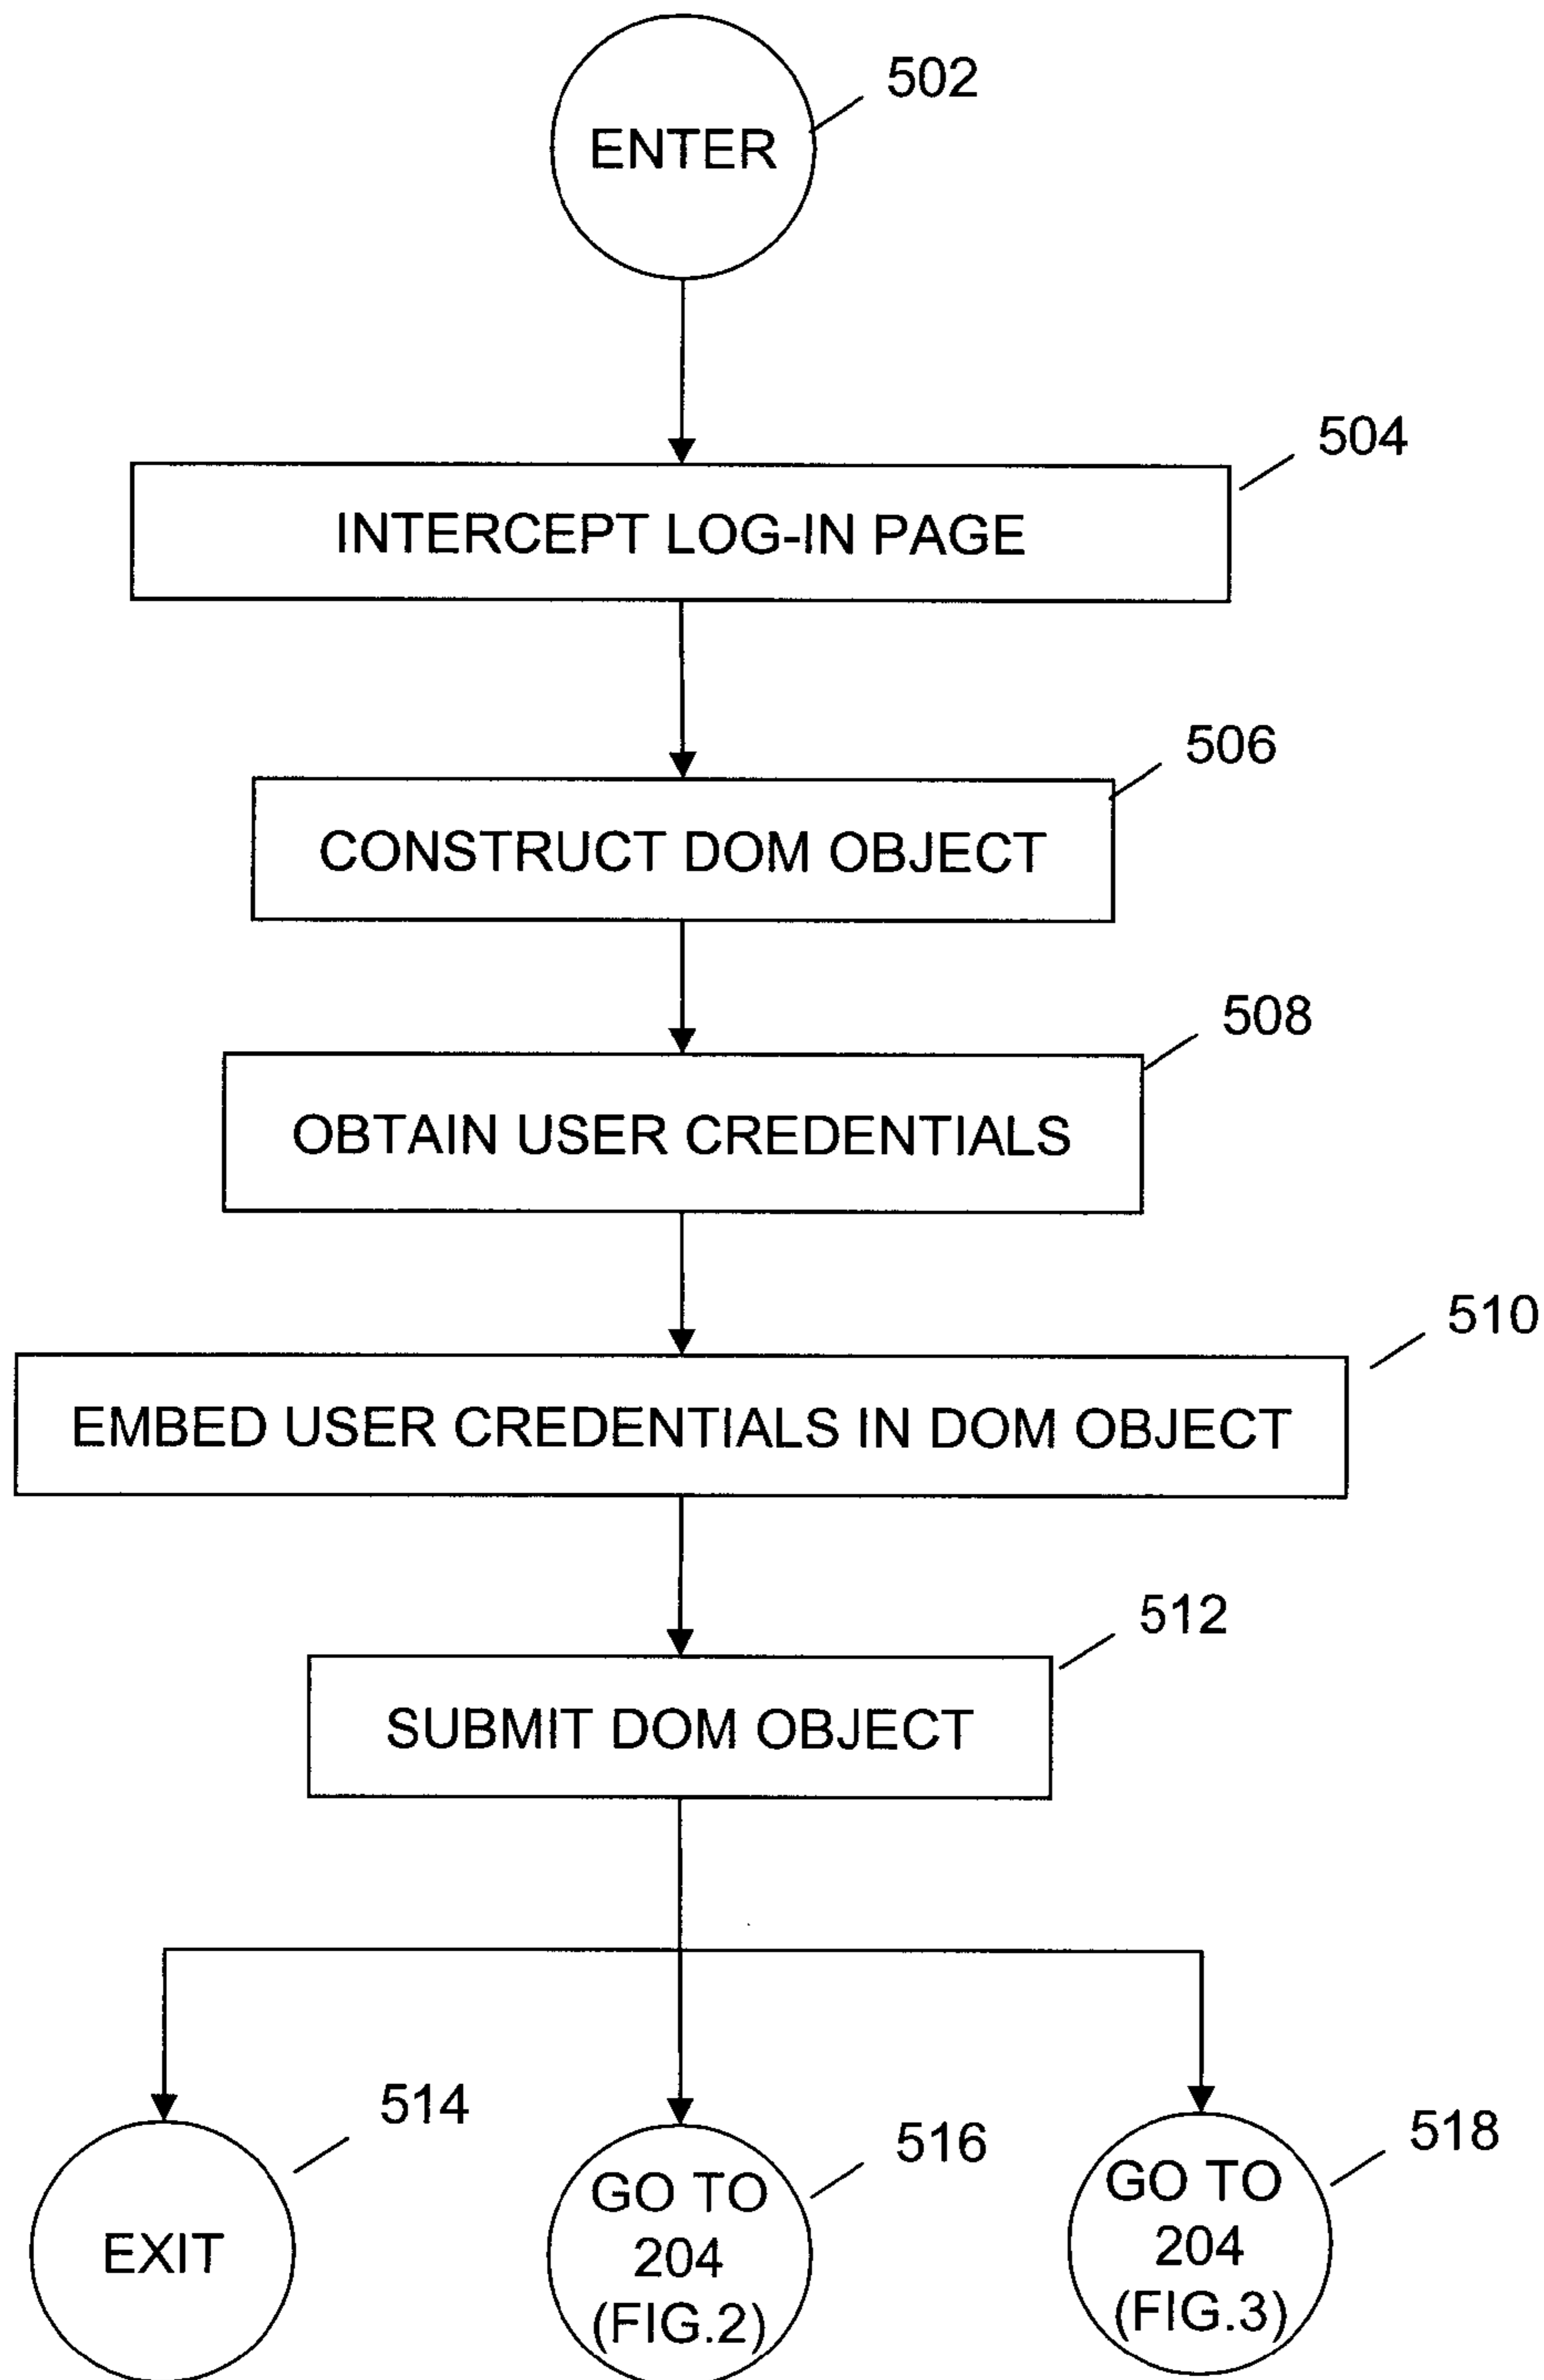 502
ENTER
504
INTERCEPT LOG-IN PAGE
506
CONSTRUCT DOM OBJECT
508
OBTAIN USER CREDENTIALS
510
EMBED USER CREDENTIALS IN DOM OBJECT
512
SUBMIT DOM OBJECT
514
EXIT
516
GO TO
204
(FIG.2)
518
GO TO
204
(FIG.3)